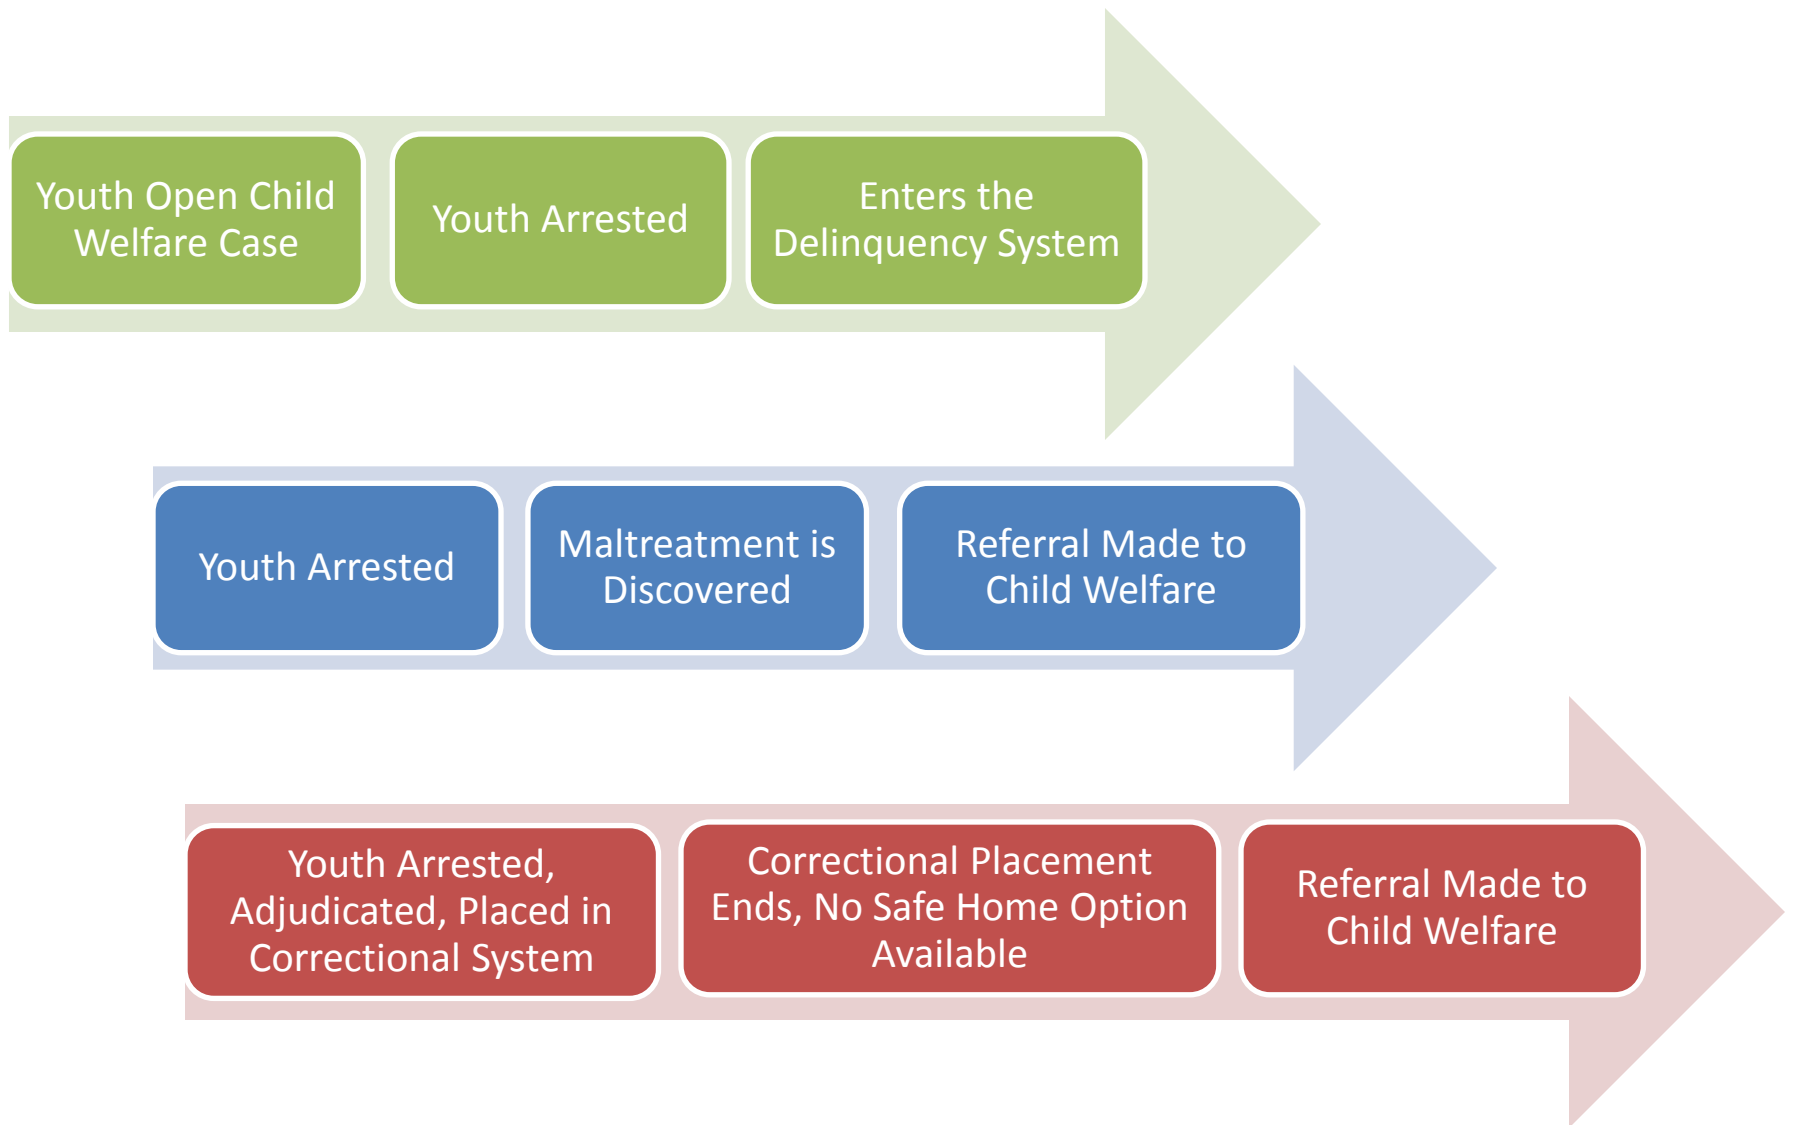 Youth Open Child
Welfare Case
Youth Arrested
Enters the
Delinquency System
Youth Arrested
Maltreatment is
Discovered
Referral Made to
Child Welfare
Youth Arrested,
Adjudicated, Placed in
Correctional System
Correctional Placement
Ends, No Safe Home Option
Available
Referral Made to
Child Welfare